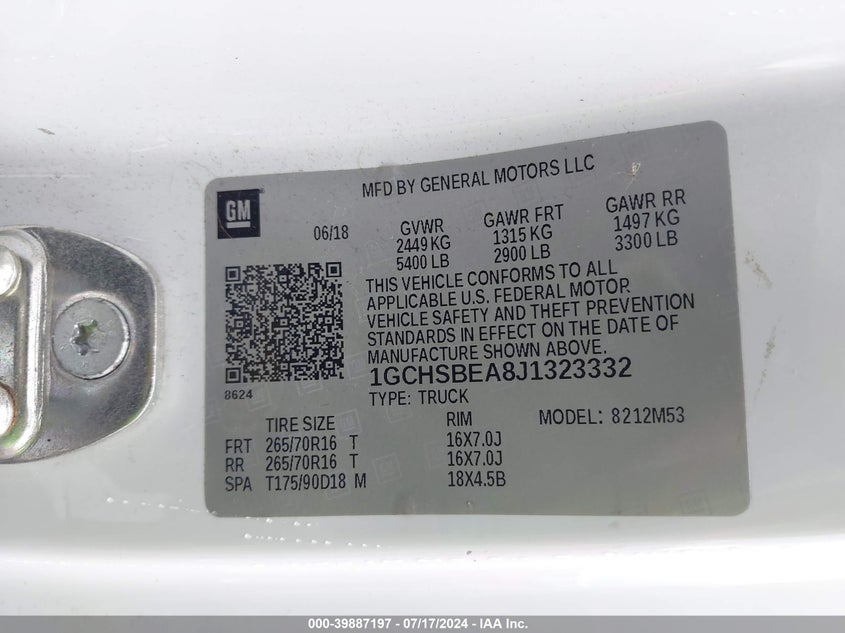 MFD BY GENERAL MOTORS LLC
GM
06/18
GVWR GAWR FRT GAWR RR
2449 KG 1315 KG 1497 KG
5400 LB 2900 LB 3300 LB
THIS VEHICLE CONFORMS TO ALL
APPLICABLE U.S. FEDERAL MOTOR
VEHICLE SAFETY AND THEFT PREVENTION
STANDARDS IN EFFECT ON THE DATE OF
MANUFACTURE SHOWN ABOVE.
8624
1GCHSBEA8J1323332
TYPE: TRUCK
TIRE SIZE RIM MODEL: 8212M53
FRT 265/70R16 T 16X7.0J
RR 265/70R16 T 16X7.0J
SPA T175/90D18 M 18X4.5B
000-39887197 - 07/17/2024 - IAA Inc.